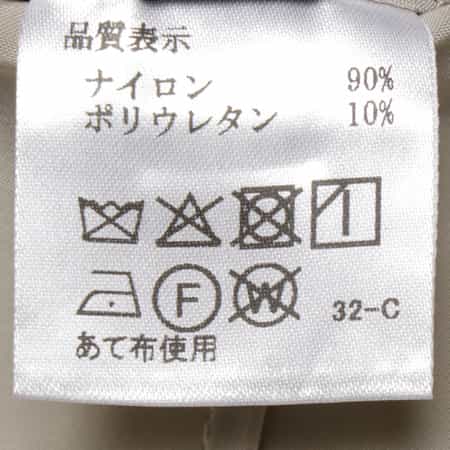 品質表示
ナイロン 90%
ポリウレタン 10%
F W 32-C
あて布使用